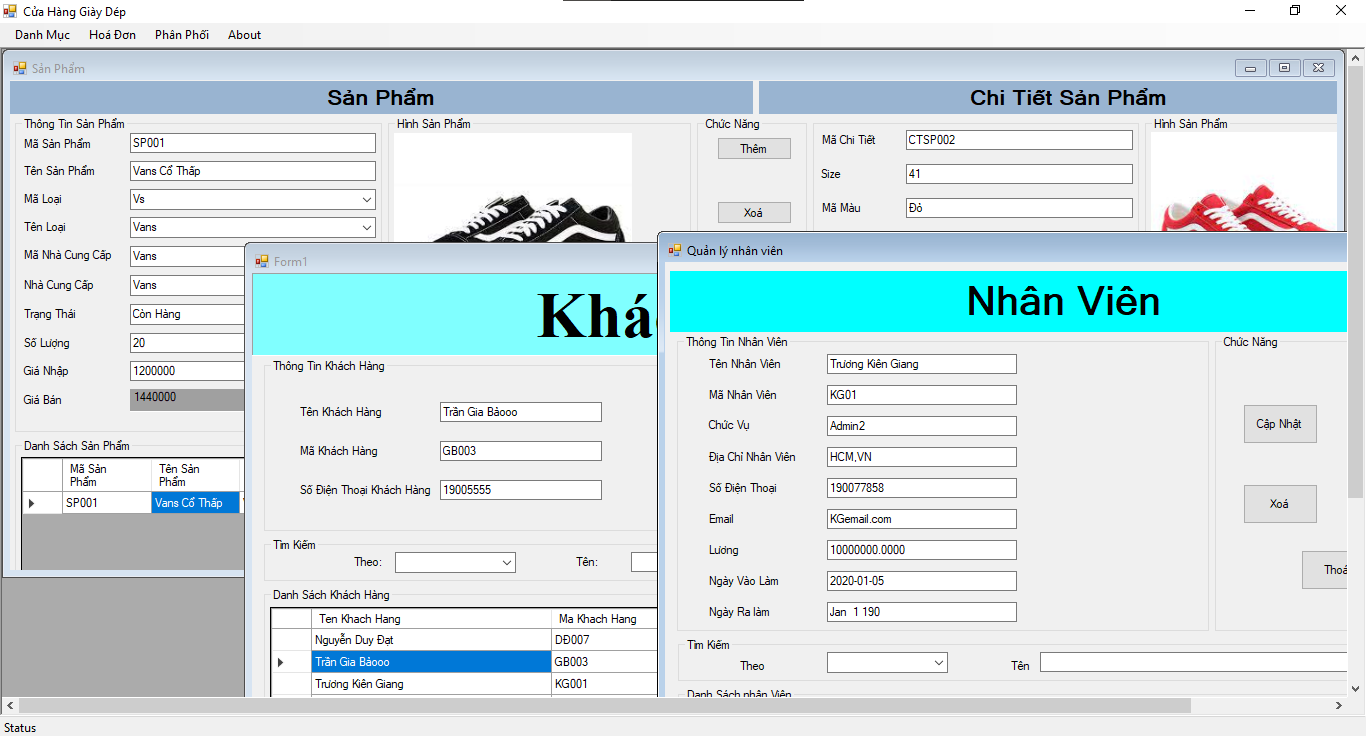 Cửa Hàng Giày Dép
Danh Mục Hoá Đơn Phân Phối About
Sản Phẩm
Sản Phẩm
Thông Tin Sản Phẩm
Mã Sản Phẩm SP001
Tên Sản Phẩm Vans Cổ Thấp
Mã Loại Vs
Tên Loại Vans
Mã Nhà Cung Cấp Vans
Nhà Cung Cấp Vans
Trạng Thái Còn Hàng
Số Lượng 20
Giá Nhập 1200000
Giá Bán 1440000
Hình Sản Phẩm
Chức Năng
Thêm
Xoá
Danh Sách Sản Phẩm
Mã Sản Phẩm Tên Sản Phẩm
SP001 Vans Cổ Thấp
Chi Tiết Sản Phẩm
Mã Chi Tiết CTSP002
Size 41
Mã Màu Đỏ
Hình Sản Phẩm
Form1
Khá
Thông Tin Khách Hàng
Tên Khách Hàng Trần Gia Bảooo
Mã Khách Hàng GB003
Số Điện Thoại Khách Hàng 19005555
Tìm Kiếm
Theo: Tên:
Danh Sách Khách Hàng
Ten Khach Hang Ma Khach Hang
Nguyễn Duy Đạt DĐ007
Trần Gia Bảooo GB003
Trương Kiên Giang KG001
Quản lý nhân viên
Nhân Viên
Thông Tin Nhân Viên
Tên Nhân Viên Trương Kiên Giang
Mã Nhân Viên KG01
Chức Vụ Admin2
Địa Chỉ Nhân Viên HCM,VN
Số Điện Thoại 190077858
Email KGemail.com
Lương 10000000.0000
Ngày Vào Làm 2020-01-05
Ngày Ra làm Jan  1 190
Chức Năng
Cập Nhật
Xoá
Thoá
Tìm Kiếm
Theo Tên
Danh Sách nhân Viên
Status